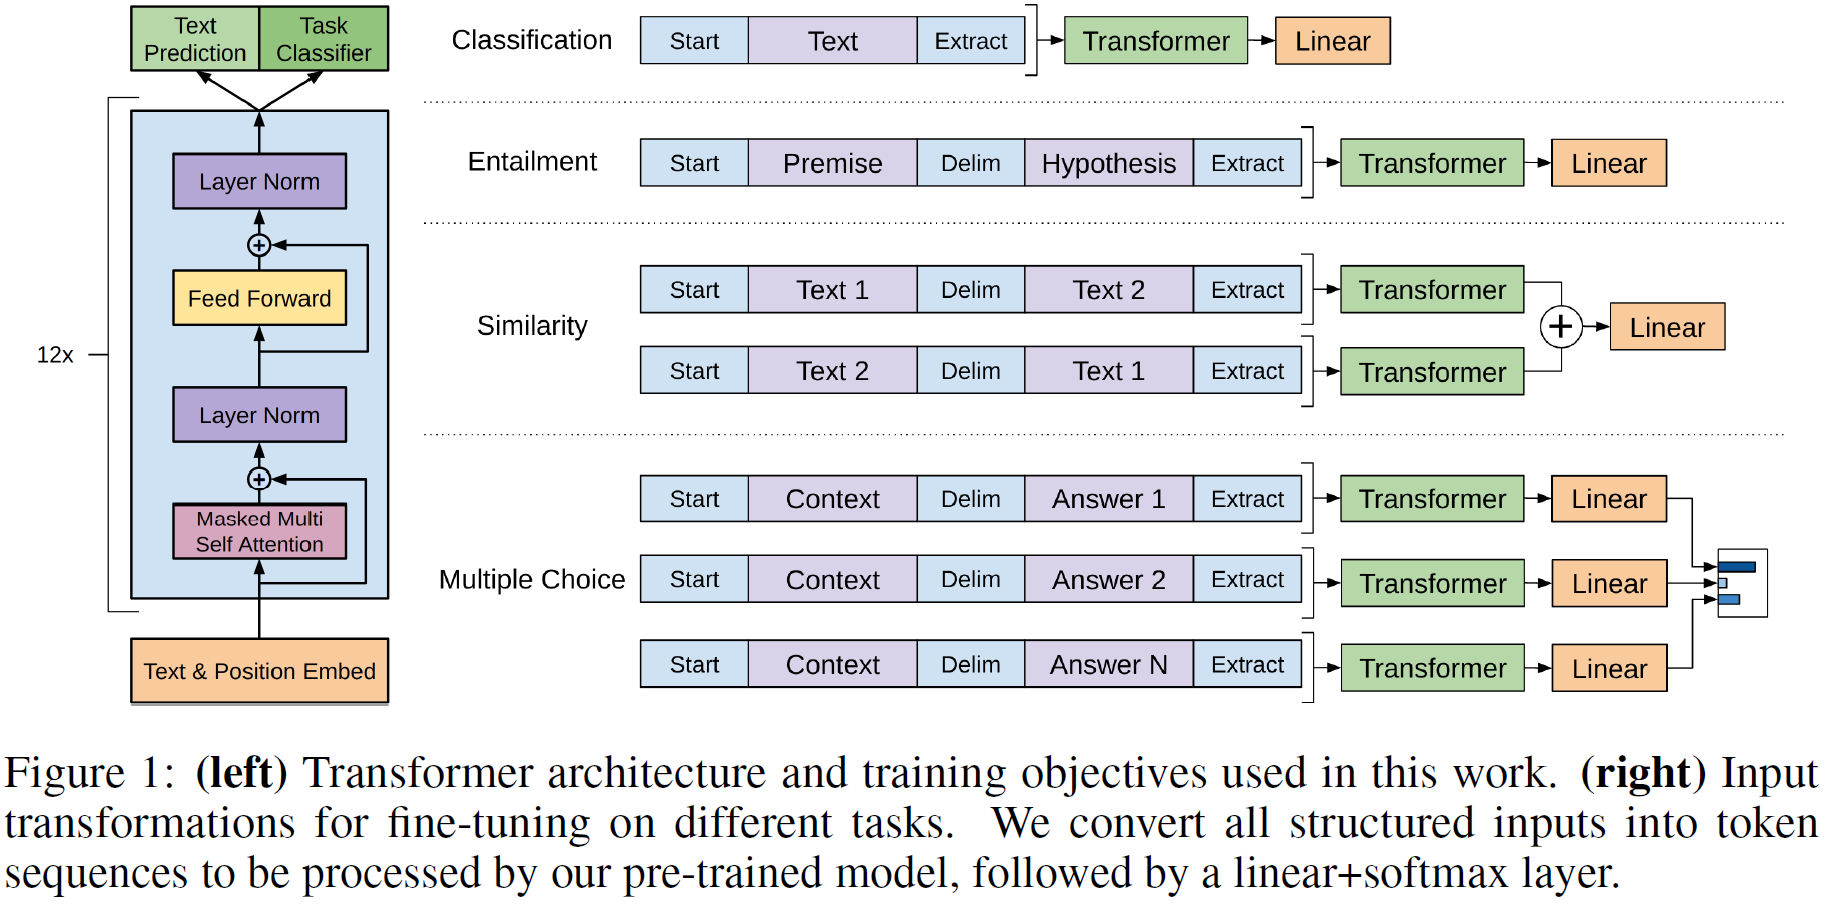 Text
Prediction
Task
Classifier
12x
Layer Norm
+
Feed Forward
Layer Norm
+
Masked Multi
Self Attention
Text & Position Embed
Classification
Start Text Extract Transformer Linear
Entailment
Start Premise Delim Hypothesis Extract Transformer Linear
Similarity
Start Text 1 Delim Text 2 Extract Transformer
+ Linear
Start Text 2 Delim Text 1 Extract Transformer
Multiple Choice
Start Context Delim Answer 1 Extract Transformer Linear
Start Context Delim Answer 2 Extract Transformer Linear
Start Context Delim Answer N Extract Transformer Linear
Figure 1: (left) Transformer architecture and training objectives used in this work. (right) Input
transformations for fine-tuning on different tasks. We convert all structured inputs into token
sequences to be processed by our pre-trained model, followed by a linear+softmax layer.